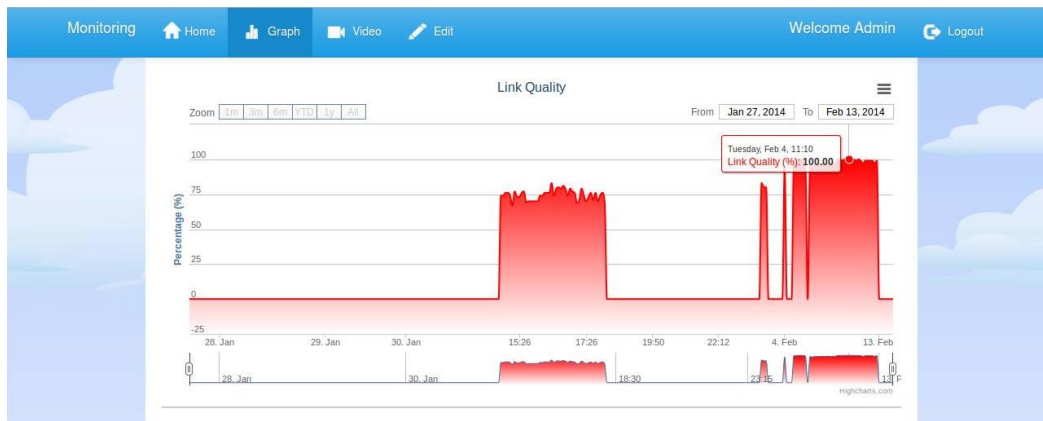 Monitoring Home Graph Video Edit Welcome Admin Logout
Link Quality
Zoom 1m 3m 6m YTD 1y All From Jan 27, 2014 To Feb 13, 2014
Tuesday, Feb 4, 11:10
Link Quality (%): 100.00
Percentage (%)
100
75
50
25
0
-25
28. Jan 29. Jan 30. Jan 15:26 17:26 19:50 22:12 4. Feb 13. Feb
28. Jan 30. Jan 18:30 23:15 13. F
Highcharts.com